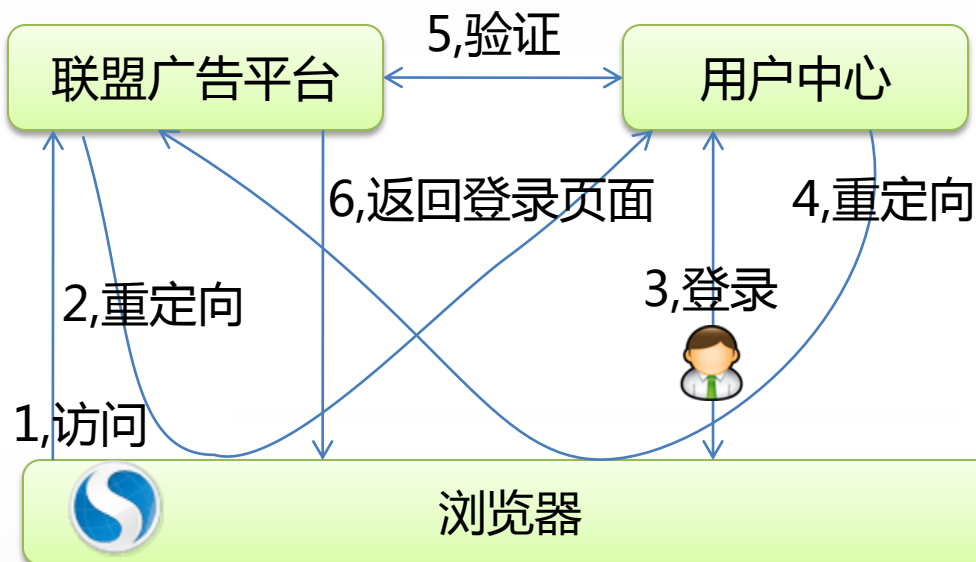 5,验证
联盟广告平台
用户中心
6,返回登录页面
4,重定向
2,重定向
3,登录
1,访问
浏览器